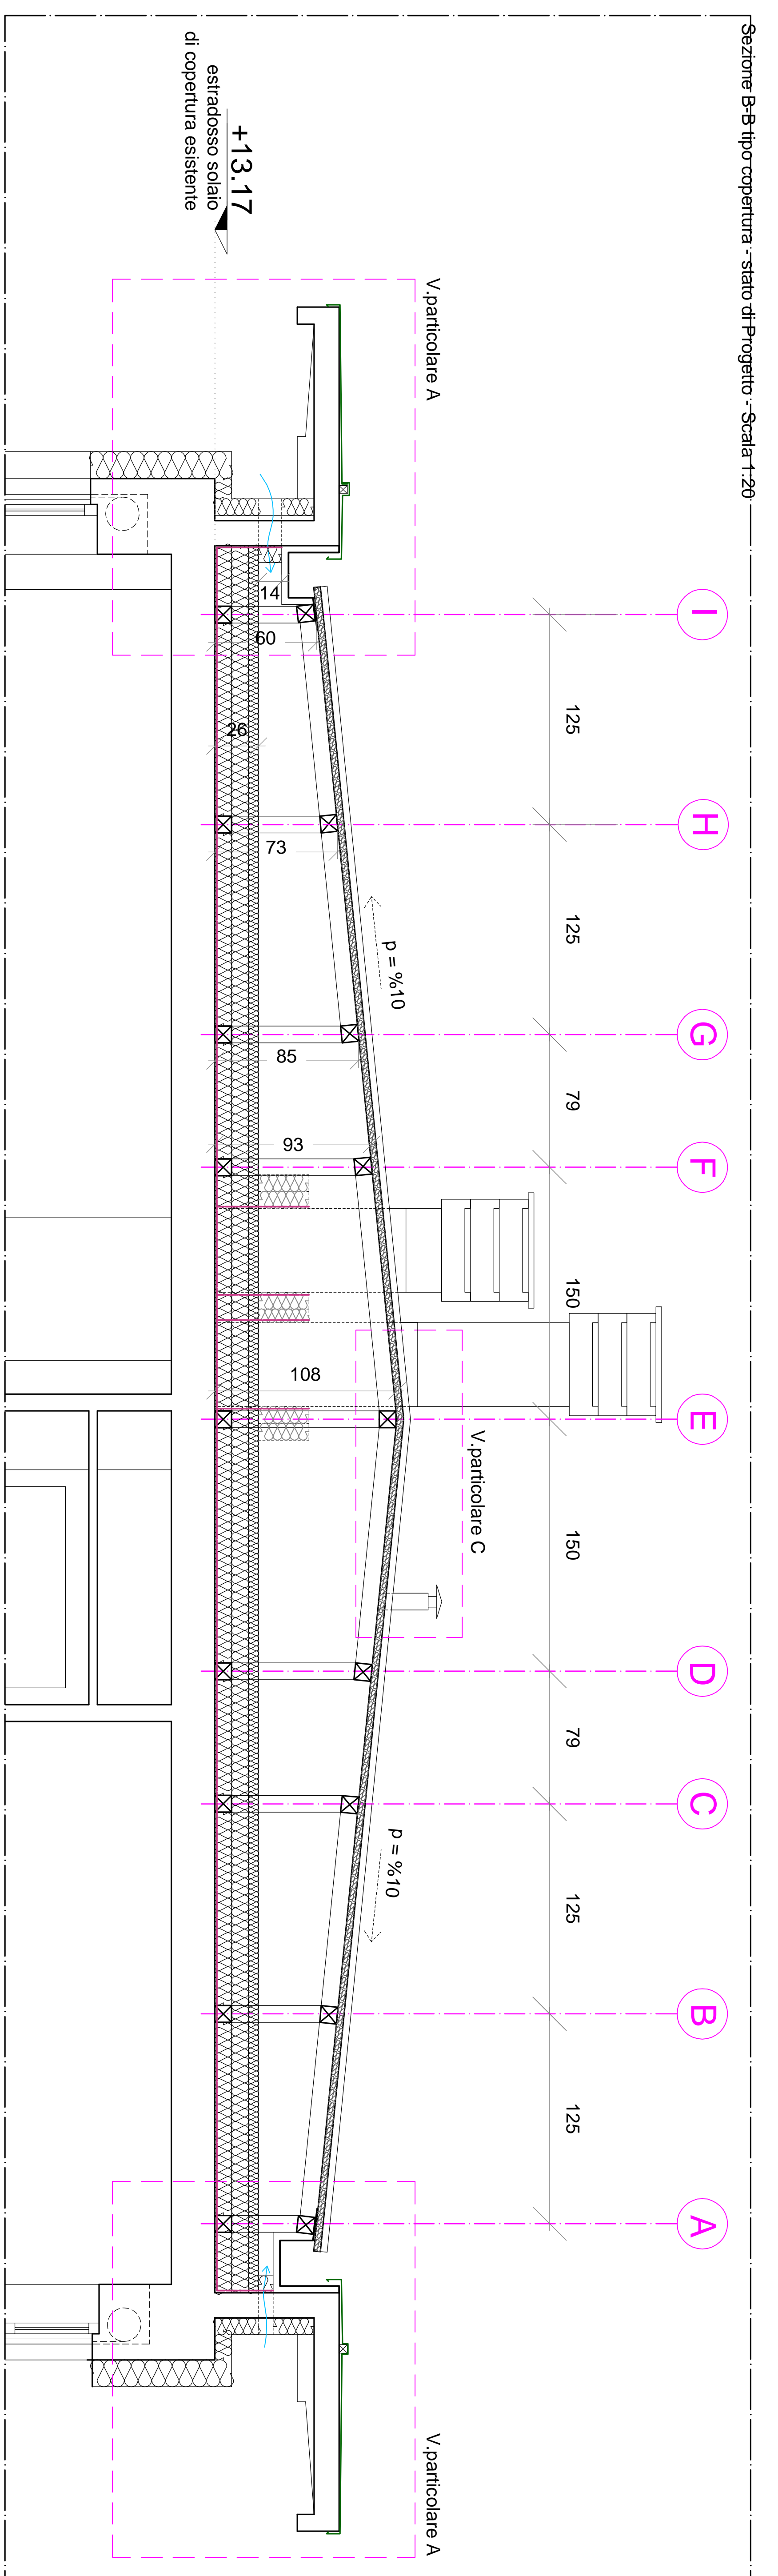 Sezione B-B tipo copertura - stato di Progetto - Scala 1:20
I
H
G
F
E
D
C
B
A
125
125
79
150
150
79
125
125
V.particolare A
V.particolare C
V.particolare A
p = %10
p = %10
+13.17
estradosso solaio
di copertura esistente
14
60
26
73
85
93
108